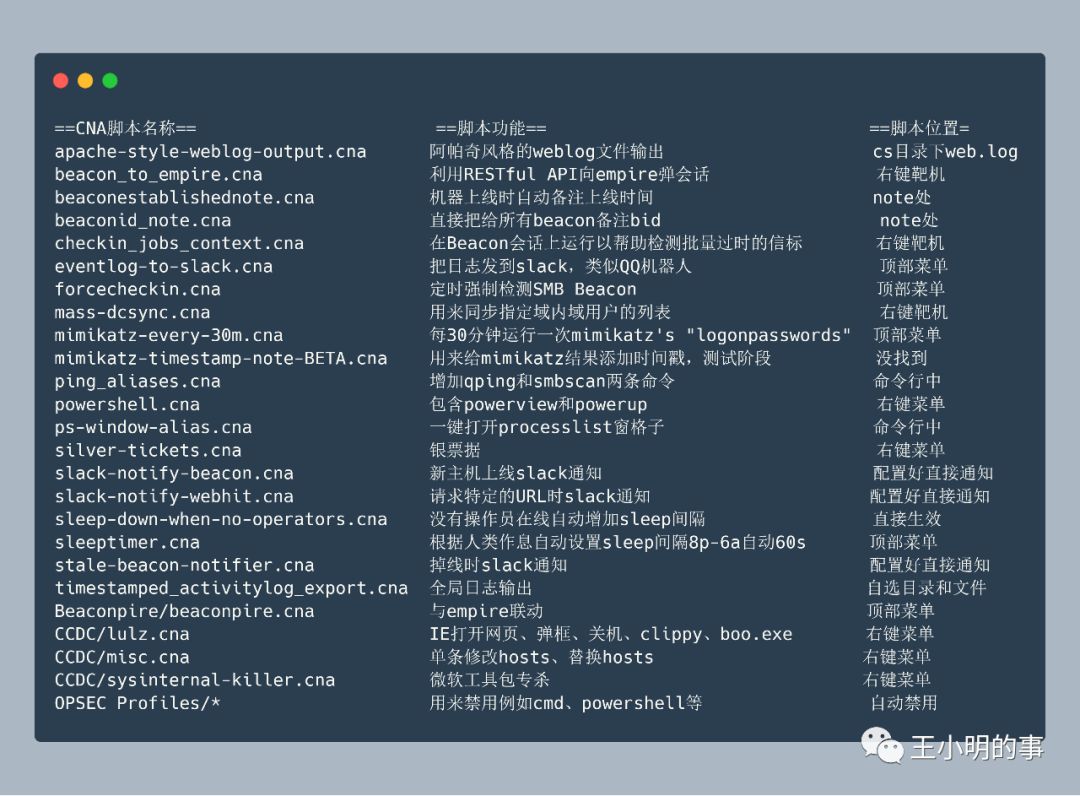 ==CNA脚本名称== ==脚本功能== ==脚本位置=
apache-style-weblog-output.cna 阿帕奇风格的weblog文件输出 cs目录下web.log
beacon_to_empire.cna 利用RESTful API向empire弹会话 右键靶机
beaconestablishednote.cna 机器上线时自动备注上线时间 note处
beaconid_note.cna 直接把给所有beacon备注bid note处
checkin_jobs_context.cna 在Beacon会话上运行以帮助检测批量过时的信标 右键靶机
eventlog-to-slack.cna 把日志发到slack，类似QQ机器人 顶部菜单
forcecheckin.cna 定时强制检测SMB Beacon 顶部菜单
mass-dcsync.cna 用来同步指定域内域用户的列表 右键靶机
mimikatz-every-30m.cna 每30分钟运行一次mimikatz's "logonpasswords" 顶部菜单
mimikatz-timestamp-note-BETA.cna 用来给mimikatz结果添加时间戳，测试阶段 没找到
ping_aliases.cna 增加qping和smbscan两条命令 命令行中
powershell.cna 包含powerview和powerup 右键菜单
ps-window-alias.cna 一键打开processlist窗格子 命令行中
silver-tickets.cna 银票据 右键菜单
slack-notify-beacon.cna 新主机上线slack通知 配置好直接通知
slack-notify-webhit.cna 请求特定的URL时slack通知 配置好直接通知
sleep-down-when-no-operators.cna 没有操作员在线自动增加sleep间隔 直接生效
sleeptimer.cna 根据人类作息自动设置sleep间隔8p-6a自动60s 顶部菜单
stale-beacon-notifier.cna 掉线时slack通知 配置好直接通知
timestamped_activitylog_export.cna 全局日志输出 自选目录和文件
Beaconpire/beaconpire.cna 与empire联动 顶部菜单
CCDC/lulz.cna IE打开网页、弹框、关机、clippy、boo.exe 右键菜单
CCDC/misc.cna 单条修改hosts、替换hosts 右键菜单
CCDC/sysinternal-killer.cna 微软工具包专杀 右键菜单
OPSEC Profiles/* 用来禁用例如cmd、powershell等 自动禁用
王小明的事